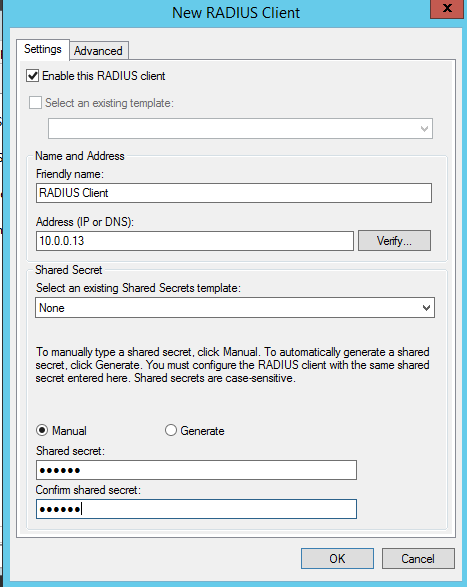 New RADIUS Client
x
Settings
Advanced
Enable this RADIUS client
Select an existing template:
Name and Address
Friendly name:
RADIUS Client
Address (IP or DNS):
10.0.0.13
Verify...
Shared Secret
Select an existing Shared Secrets template:
None
To manually type a shared secret, click Manual. To automatically generate a shared
secret, click Generate. You must configure the RADIUS client with the same shared
secret entered here. Shared secrets are case-sensitive.
Manual
Generate
Shared secret:
●●●●●●
Confirm shared secret:
●●●●●●
OK
Cancel